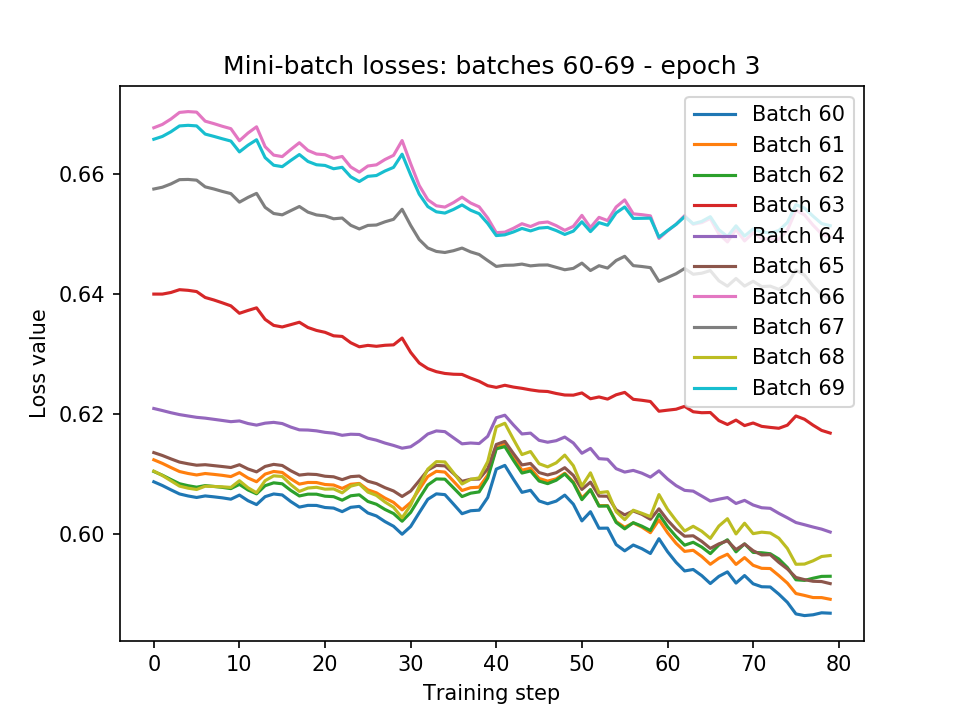 Mini-batch losses: batches 60-69 - epoch 3
Batch 60
Batch 61
Batch 62
Batch 63
Batch 64
Batch 65
Batch 66
Batch 67
Batch 68
Batch 69
0.66
0.64
0.62
0.60
Loss value
0 10 20 30 40 50 60 70 80
Training step